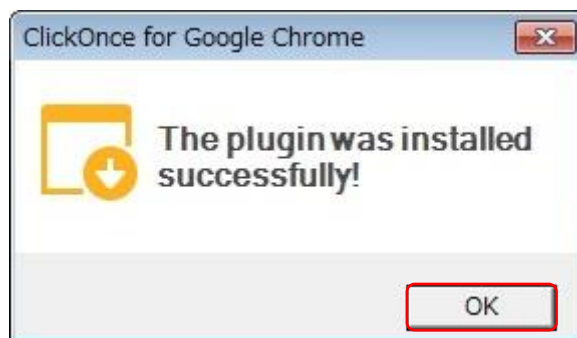 ClickOnce for Google Chrome
The plugin was installed
successfully!
OK